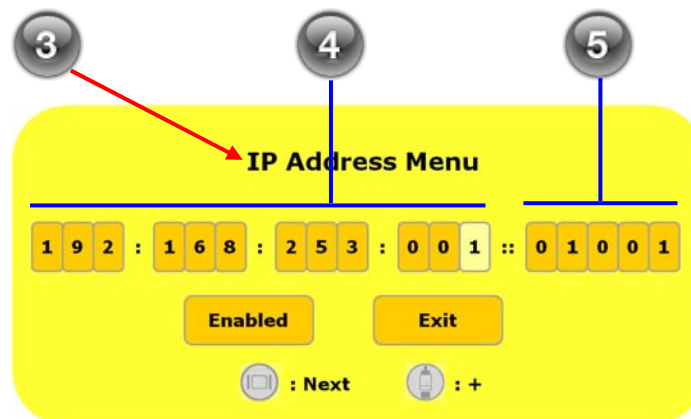 3 4 5
IP Address Menu
1 9 2 : 1 6 8 : 2 5 3 : 0 0 1 :: 0 1 0 0 1
Enabled Exit
: Next : +